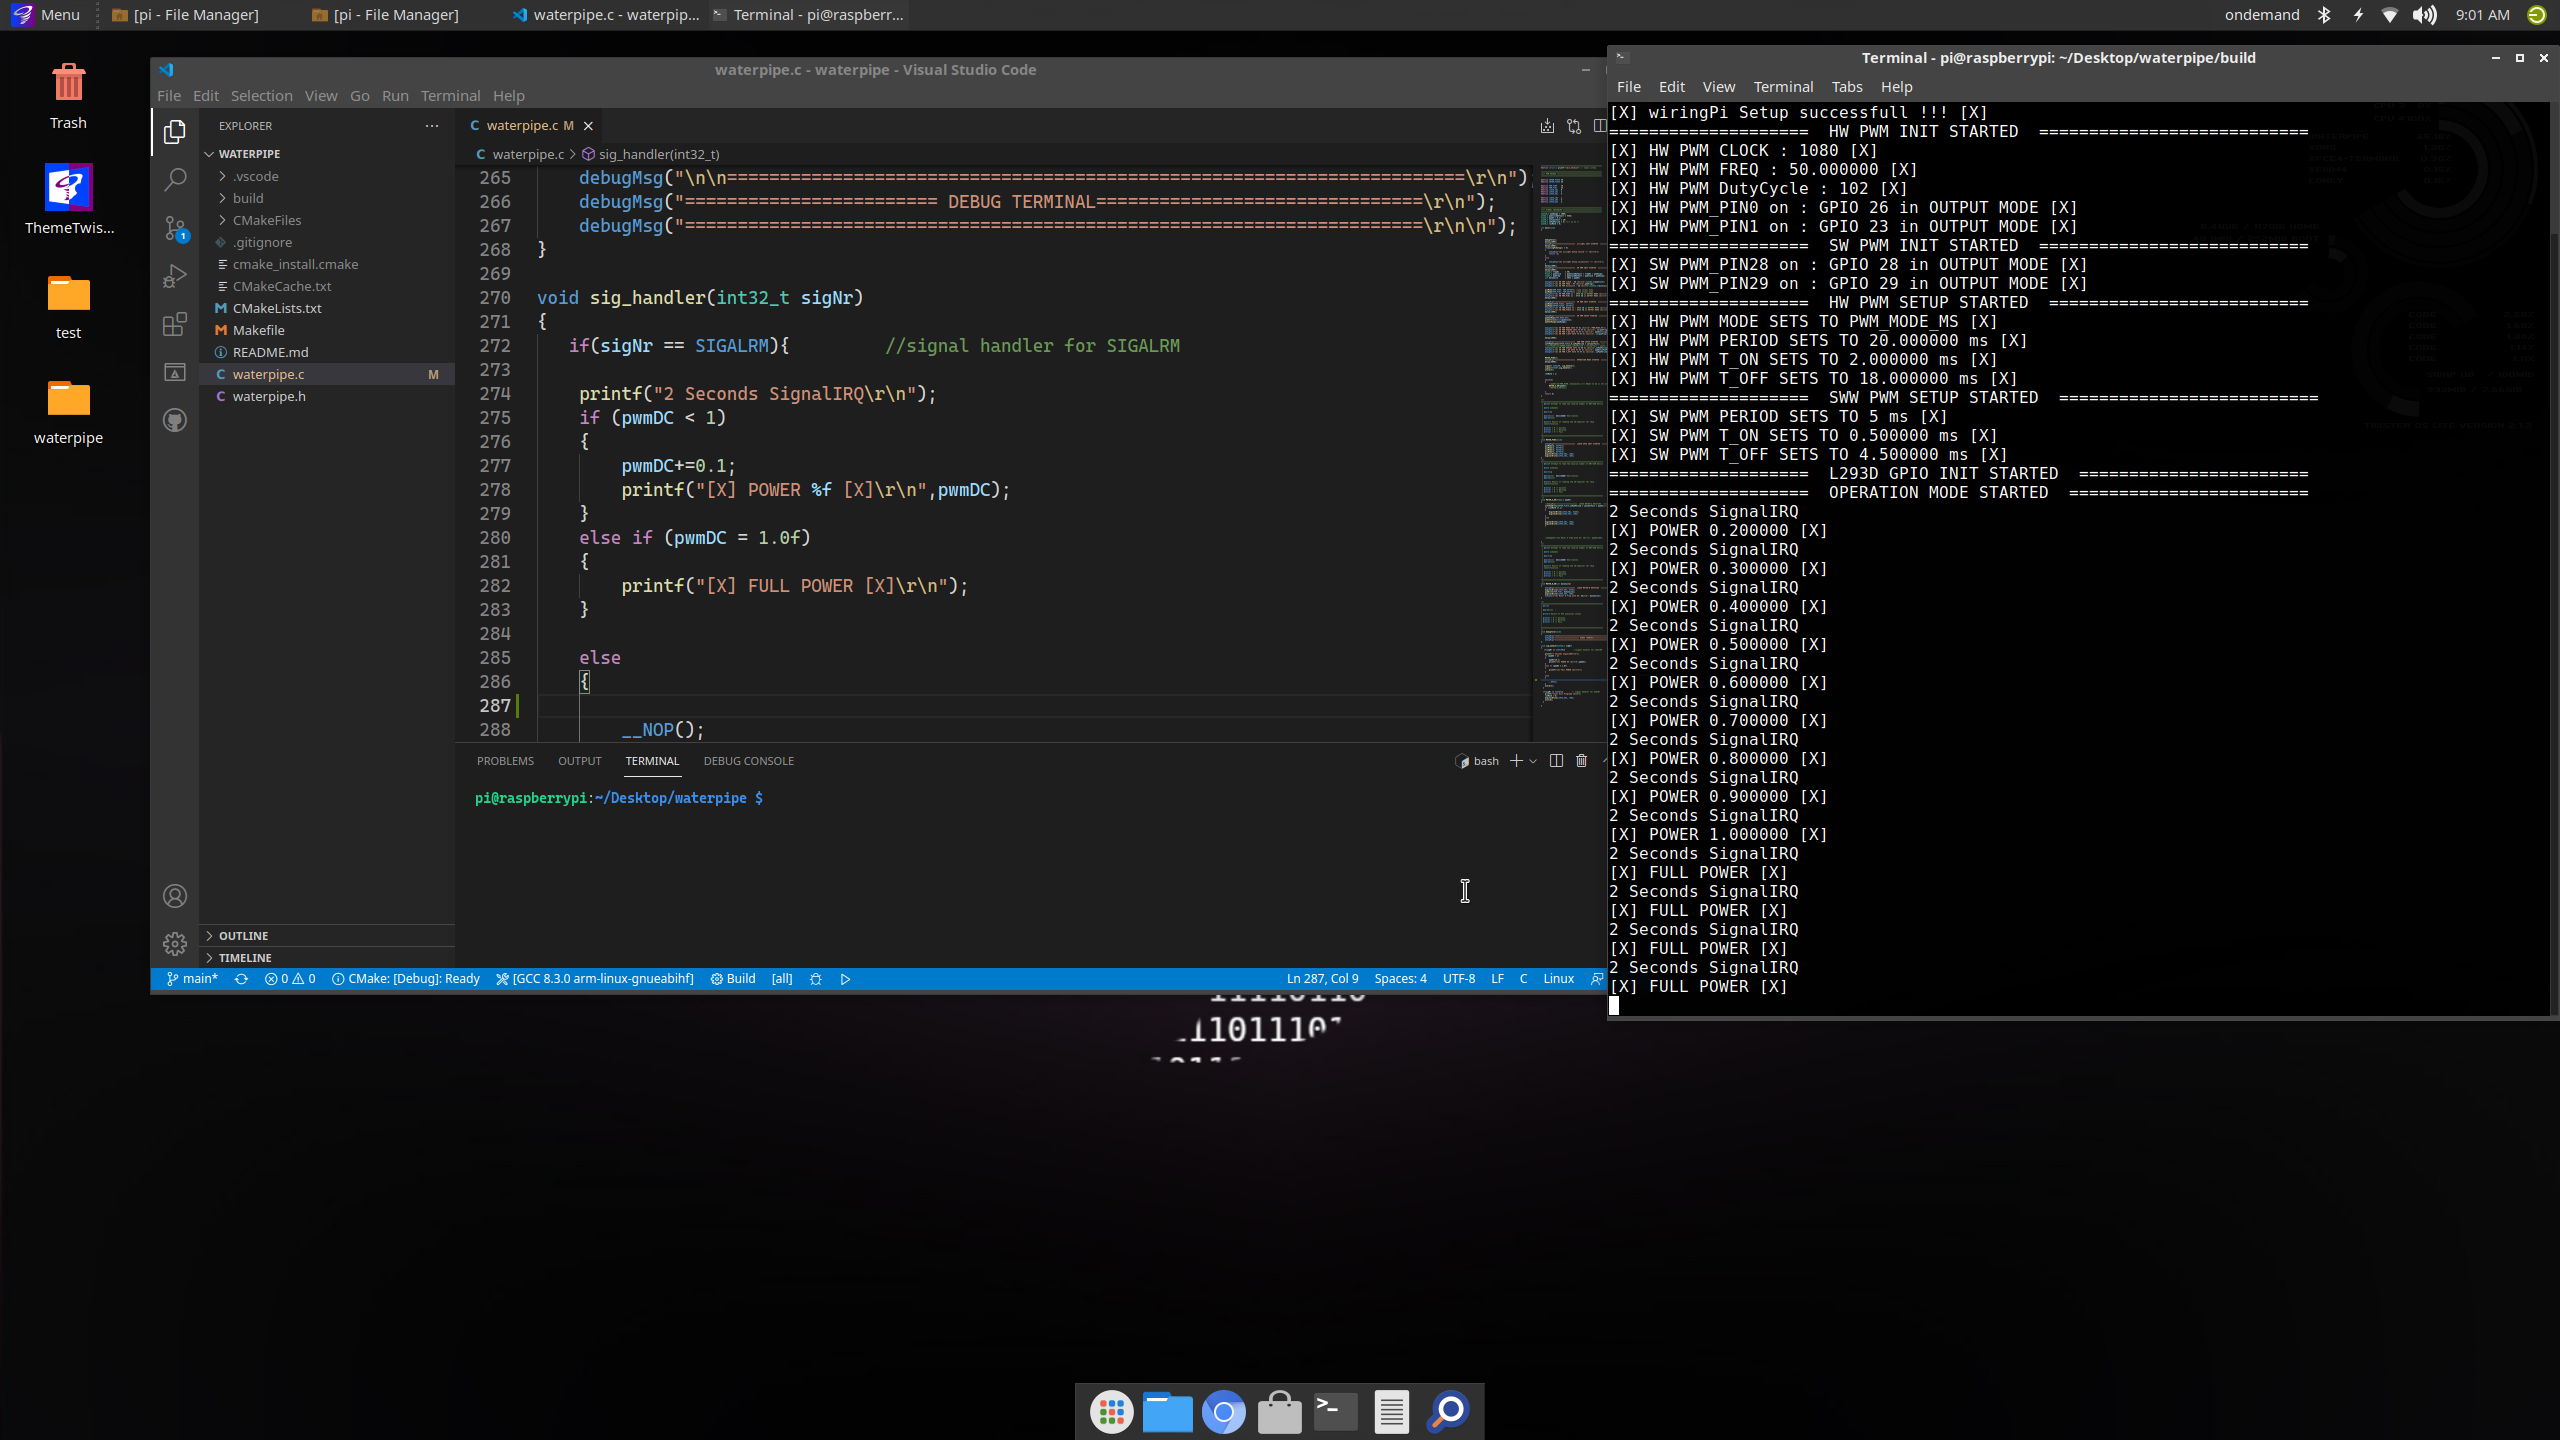 Menu
[pi - File Manager]
[pi - File Manager]
waterpipe.c - waterpip...
Terminal - pi@raspberr...
ondemand
9:01 AM
Trash
ThemeTwis...
test
waterpipe
waterpipe.c - waterpipe - Visual Studio Code
File Edit Selection View Go Run Terminal Help
EXPLORER
WATERPIPE
.vscode
build
CMakeFiles
.gitignore
cmake_install.cmake
CMakeCache.txt
CMakeLists.txt
Makefile
README.md
waterpipe.c M
waterpipe.h
OUTLINE
TIMELINE
1
waterpipe.c M
waterpipe.c > sig_handler(int32_t)
265 debugMsg("\n\n======================================================================\r\n");
266 debugMsg("======================== DEBUG TERMINAL===============================\r\n");
267 debugMsg("======================================================================\r\n\n");
268 }
269
270 void sig_handler(int32_t sigNr)
271 {
272 if(sigNr == SIGALRM){ //signal handler for SIGALRM
273
274 printf("2 Seconds SignalIRQ\r\n");
275 if (pwmDC < 1)
276 {
277 pwmDC+=0.1;
278 printf("[X] POWER %f [X]\r\n",pwmDC);
279 }
280 else if (pwmDC = 1.0f)
281 {
282 printf("[X] FULL POWER [X]\r\n");
283 }
284
285 else
286 {
287
288 __NOP();
PROBLEMS OUTPUT TERMINAL DEBUG CONSOLE
bash
pi@raspberrypi:~/Desktop/waterpipe $
main* 0 0 CMake: [Debug]: Ready [GCC 8.3.0 arm-linux-gnueabihf] Build [all]
Ln 287, Col 9 Spaces: 4 UTF-8 LF C Linux
Terminal - pi@raspberrypi: ~/Desktop/waterpipe/build
File Edit View Terminal Tabs Help
[X] wiringPi Setup successfull !!! [X]
==================== HW PWM INIT STARTED ===========================
[X] HW PWM CLOCK : 1080 [X]
[X] HW PWM FREQ : 50.000000 [X]
[X] HW PWM DutyCycle : 102 [X]
[X] HW PWM_PIN0 on : GPIO 26 in OUTPUT MODE [X]
[X] HW PWM_PIN1 on : GPIO 23 in OUTPUT MODE [X]
==================== SW PWM INIT STARTED ===========================
[X] SW PWM_PIN28 on : GPIO 28 in OUTPUT MODE [X]
[X] SW PWM_PIN29 on : GPIO 29 in OUTPUT MODE [X]
==================== HW PWM SETUP STARTED ==========================
[X] HW PWM MODE SETS TO PWM_MODE_MS [X]
[X] HW PWM PERIOD SETS TO 20.000000 ms [X]
[X] HW PWM T_ON SETS TO 2.000000 ms [X]
[X] HW PWM T_OFF SETS TO 18.000000 ms [X]
==================== SWW PWM SETUP STARTED ==========================
[X] SW PWM PERIOD SETS TO 5 ms [X]
[X] SW PWM T_ON SETS TO 0.500000 ms [X]
[X] SW PWM T_OFF SETS TO 4.500000 ms [X]
==================== L293D GPIO INIT STARTED =======================
==================== OPERATION MODE STARTED ========================
2 Seconds SignalIRQ
[X] POWER 0.200000 [X]
2 Seconds SignalIRQ
[X] POWER 0.300000 [X]
2 Seconds SignalIRQ
[X] POWER 0.400000 [X]
2 Seconds SignalIRQ
[X] POWER 0.500000 [X]
2 Seconds SignalIRQ
[X] POWER 0.600000 [X]
2 Seconds SignalIRQ
[X] POWER 0.700000 [X]
2 Seconds SignalIRQ
[X] POWER 0.800000 [X]
2 Seconds SignalIRQ
[X] POWER 0.900000 [X]
2 Seconds SignalIRQ
[X] POWER 1.000000 [X]
2 Seconds SignalIRQ
[X] FULL POWER [X]
2 Seconds SignalIRQ
[X] FULL POWER [X]
2 Seconds SignalIRQ
[X] FULL POWER [X]
2 Seconds SignalIRQ
[X] FULL POWER [X]